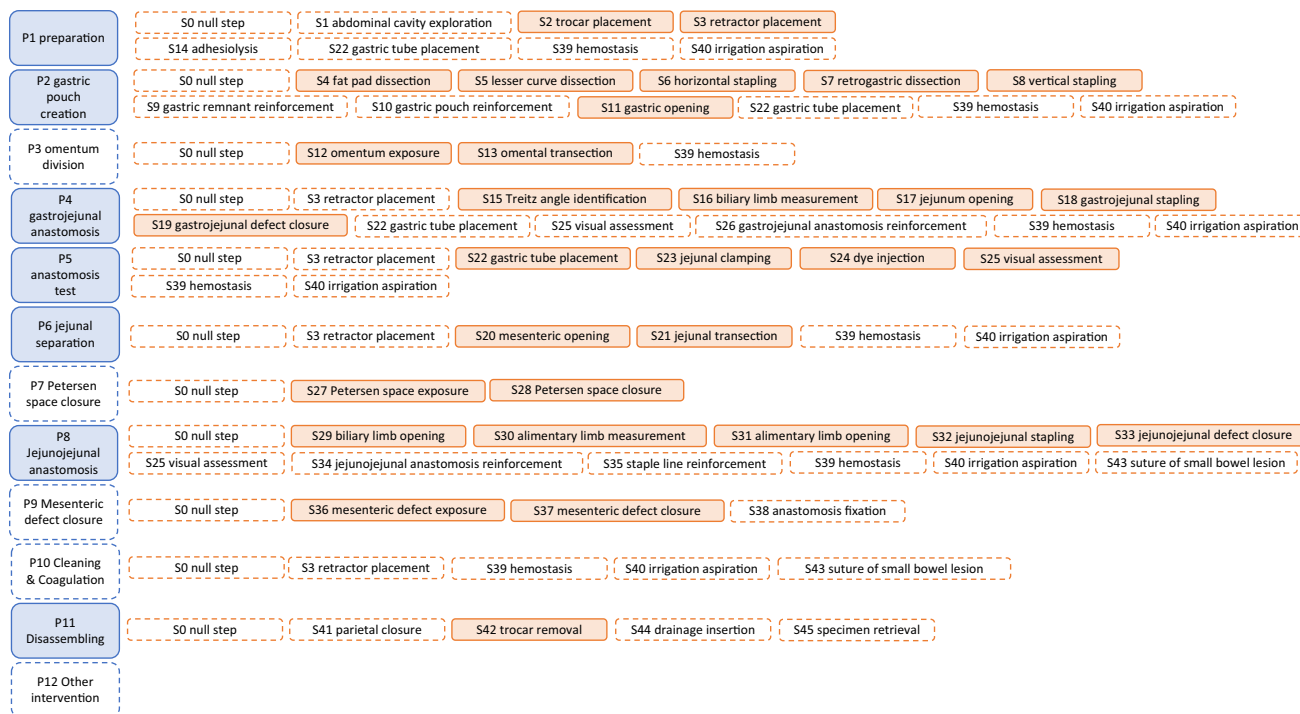 P1 preparation
S0 null step
S1 abdominal cavity exploration
S2 trocar placement
S3 retractor placement
S14 adhesiolysis
S22 gastric tube placement
S39 hemostasis
S40 irrigation aspiration
P2 gastric
pouch
creation
S0 null step
S4 fat pad dissection
S5 lesser curve dissection
S6 horizontal stapling
S7 retrogastric dissection
S8 vertical stapling
S9 gastric remnant reinforcement
S10 gastric pouch reinforcement
S11 gastric opening
S22 gastric tube placement
S39 hemostasis
S40 irrigation aspiration
P3 omentum
division
S0 null step
S12 omentum exposure
S13 omental transection
S39 hemostasis
P4
gastrojejunal
anastomosis
S0 null step
S3 retractor placement
S15 Treitz angle identification
S16 biliary limb measurement
S17 jejunum opening
S18 gastrojejunal stapling
S19 gastrojejunal defect closure
S22 gastric tube placement
S25 visual assessment
S26 gastrojejunal anastomosis reinforcement
S39 hemostasis
S40 irrigation aspiration
P5
anastomosis
test
S0 null step
S3 retractor placement
S22 gastric tube placement
S23 jejunal clamping
S24 dye injection
S25 visual assessment
S39 hemostasis
S40 irrigation aspiration
P6 jejunal
separation
S0 null step
S3 retractor placement
S20 mesenteric opening
S21 jejunal transection
S39 hemostasis
S40 irrigation aspiration
P7 Petersen
space closure
S0 null step
S27 Petersen space exposure
S28 Petersen space closure
P8
Jejunojejunal
anastomosis
S0 null step
S29 biliary limb opening
S30 alimentary limb measurement
S31 alimentary limb opening
S32 jejunojejunal stapling
S33 jejunojejunal defect closure
S25 visual assessment
S34 jejunojejunal anastomosis reinforcement
S35 staple line reinforcement
S39 hemostasis
S40 irrigation aspiration
S43 suture of small bowel lesion
P9 Mesenteric
defect closure
S0 null step
S36 mesenteric defect exposure
S37 mesenteric defect closure
S38 anastomosis fixation
P10 Cleaning
& Coagulation
S0 null step
S3 retractor placement
S39 hemostasis
S40 irrigation aspiration
S43 suture of small bowel lesion
P11
Disassembling
S0 null step
S41 parietal closure
S42 trocar removal
S44 drainage insertion
S45 specimen retrieval
P12 Other
intervention